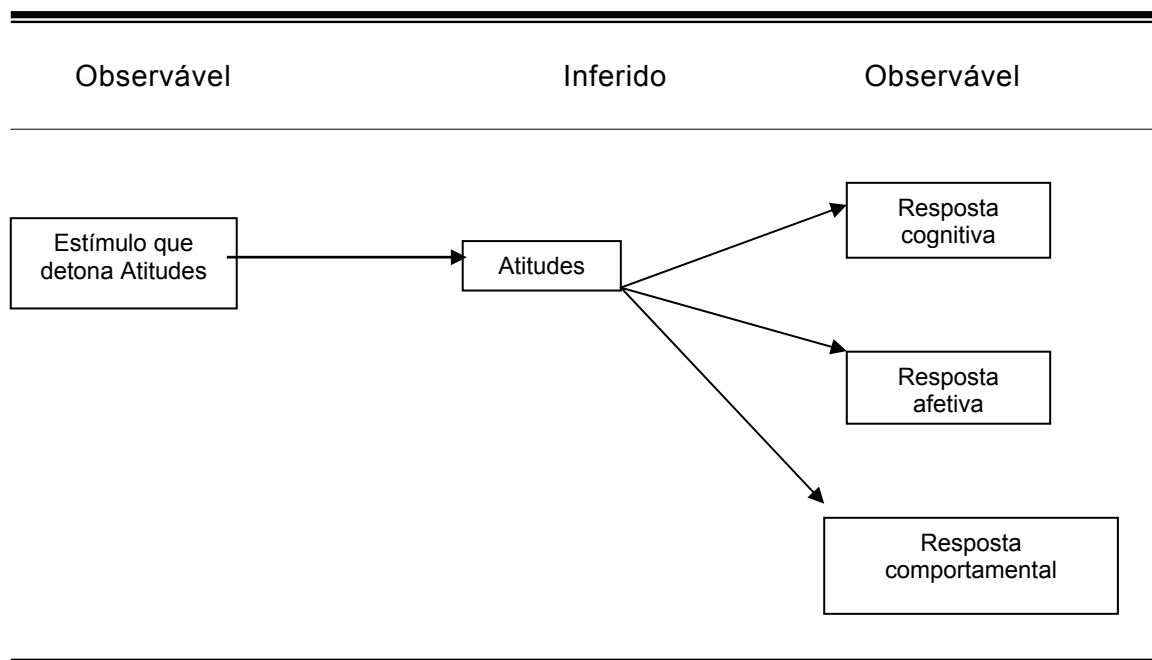 Observável Inferido Observável
Estímulo que
detona Atitudes
Atitudes
Resposta
cognitiva
Resposta
afetiva
Resposta
comportamental